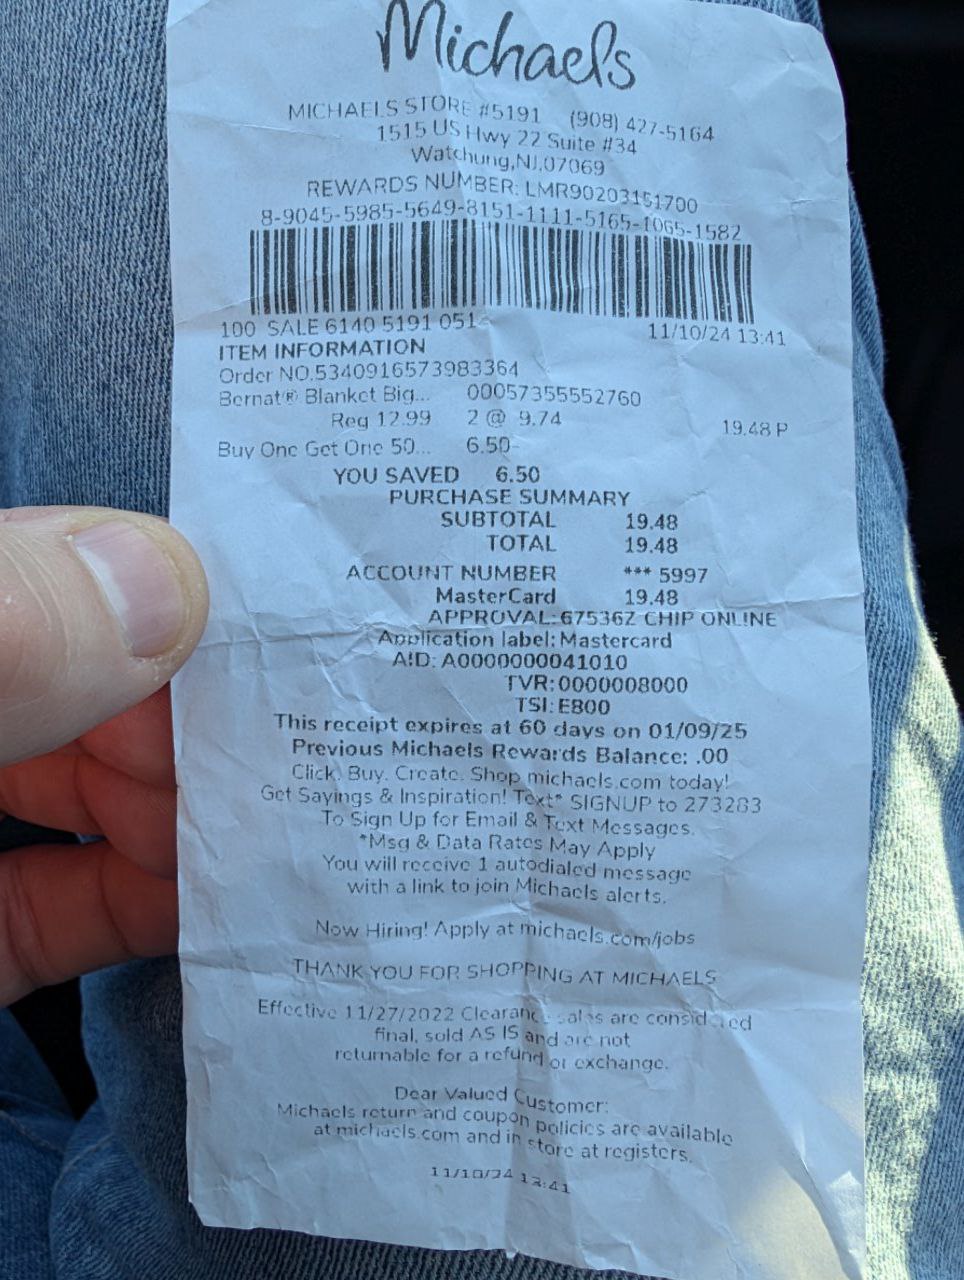 Michaels
MICHAELS STORE #5191 (908) 427-5164
1515 US Hwy 22 Suite #34
Watchung,NJ,07069
REWARDS NUMBER: LMR90203151700
8-9045-5985-5649-8151-1111-5165-1065-1582
100 SALE 6140 5191 051 11/10/24 13:41
ITEM INFORMATION
Order NO.5340916573983364
Bernat® Blanket Big... 00057355552760
Reg 12.99 2 @ 9.74 19.48 P
Buy One Get One 50... 6.50-
YOU SAVED 6.50
PURCHASE SUMMARY
SUBTOTAL 19.48
TOTAL 19.48
ACCOUNT NUMBER *** 5997
MasterCard 19.48
APPROVAL:67536Z CHIP ONLINE
Application label: Mastercard
AID: A0000000041010
TVR:0000008000
TSI:E800
This receipt expires at 60 days on 01/09/25
Previous Michaels Rewards Balance: .00
Click. Buy. Create. Shop michaels.com today!
Get Savings & Inspiration! Text* SIGNUP to 273283
To Sign Up for Email & Text Messages.
*Msg & Data Rates May Apply
You will receive 1 autodialed message
with a link to join Michaels alerts.
Now Hiring! Apply at michaels.com/jobs
THANK YOU FOR SHOPPING AT MICHAELS
Effective 11/27/2022 Clearance sales are considered
final, sold AS IS and are not
returnable for a refund or exchange.
Dear Valued Customer:
Michaels return and coupon policies are available
at michaels.com and in store at registers.
11/10/24 13:41